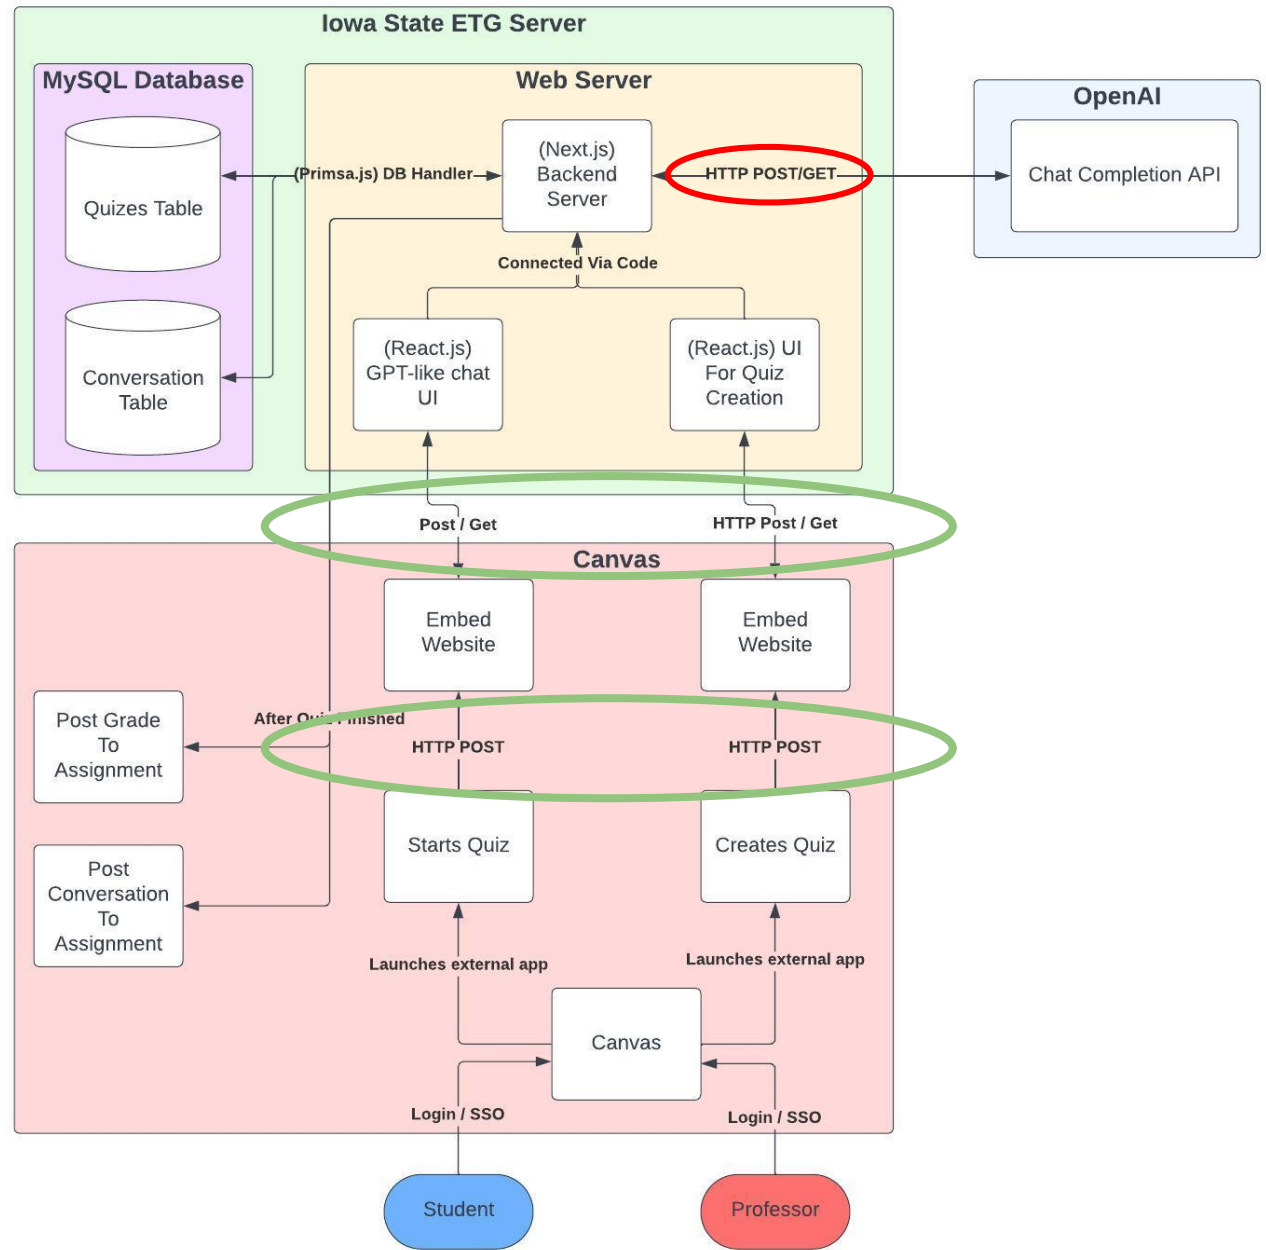 Iowa State ETG Server
MySQL Database
Web Server
OpenAI
Quizes Table
(Primsa.js) DB Handler
(Next.js)
Backend
Server
HTTP POST/GET
Chat Completion API
Connected Via Code
Conversation
Table
(React.js)
GPT-like chat
UI
(React.js) UI
For Quiz
Creation
Post / Get
HTTP Post / Get
Canvas
Embed
Website
Embed
Website
Post Grade
To
Assignment
After Quiz Finished
HTTP POST
HTTP POST
Starts Quiz
Creates Quiz
Post
Conversation
To
Assignment
Launches external app
Launches external app
Canvas
Login / SSO
Login / SSO
Student
Professor